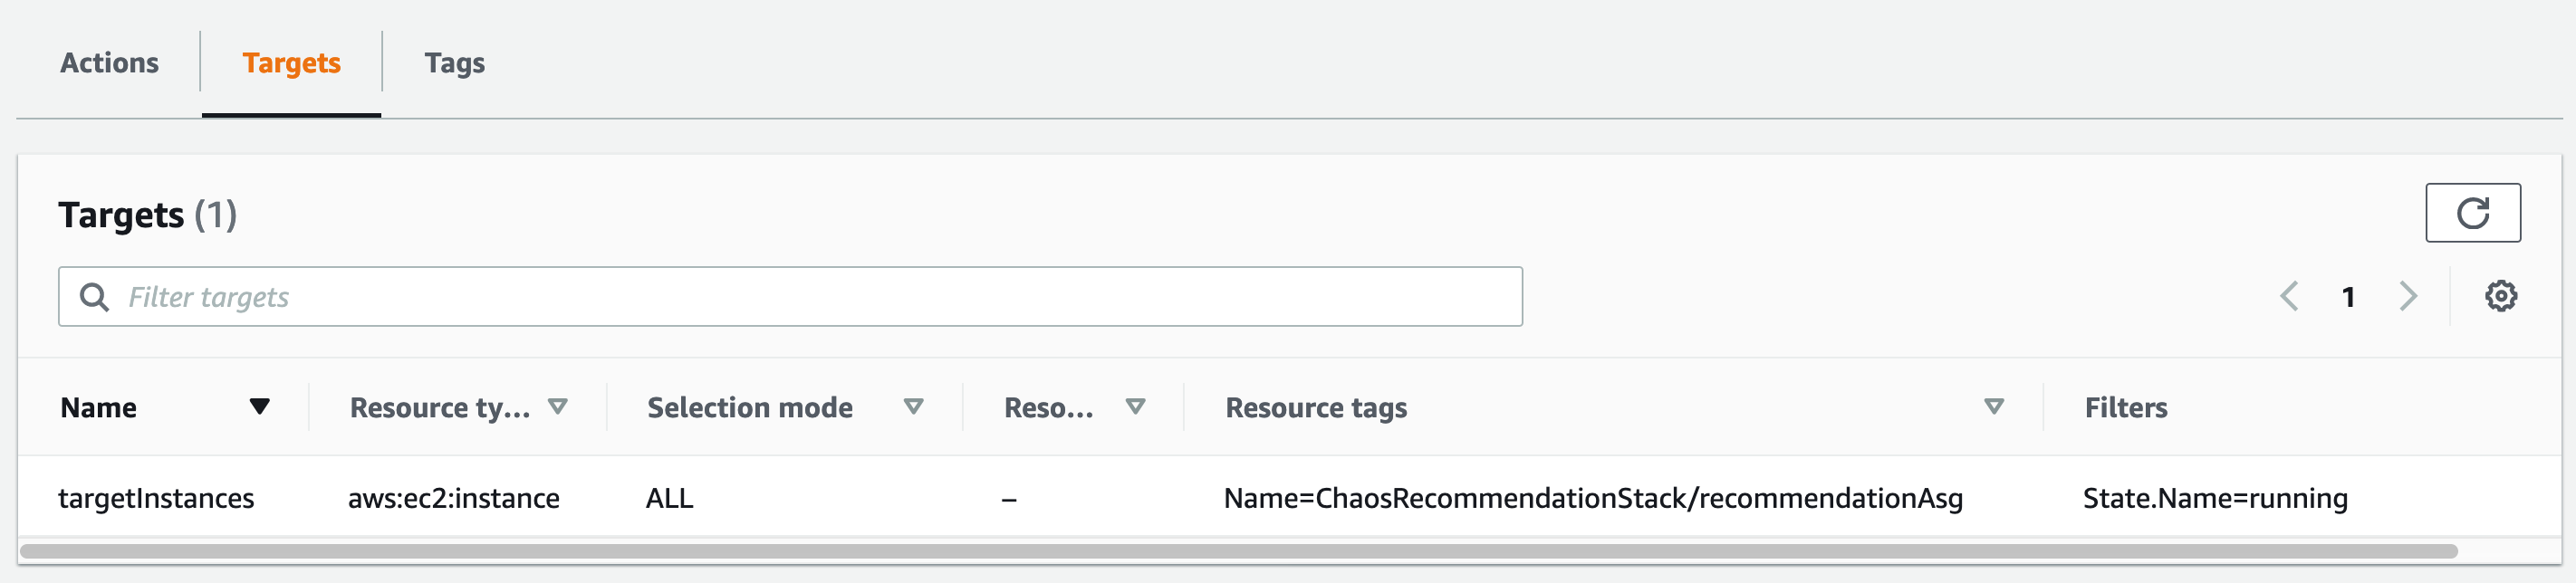 Actions Targets Tags
Targets (1)
Filter targets 1
Name Resource ty... Selection mode Reso... Resource tags Filters
targetInstances aws:ec2:instance ALL – Name=ChaosRecommendationStack/recommendationAsg State.Name=running